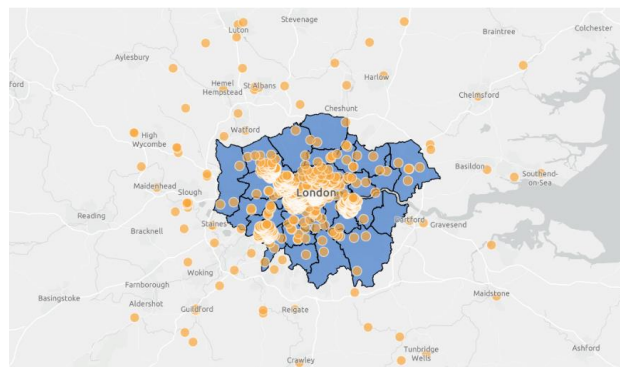 Stevenage
Colchester
Luton
Braintree
Aylesbury
Harlow
Hemel
Hempstead
St Albans
Chelmsford
ford
Cheshunt
Watford
High
Wycombe
Basildon
Southend-
on-Sea
Maidenhead
Slough
London
Reading
Dartford
Gravesend
Staines
Bracknell
Woking
Farnborough
Maidstone
Basingstoke
Aldershot
Guildford
Reigate
Ashford
Tunbridge
Wells
Crawley